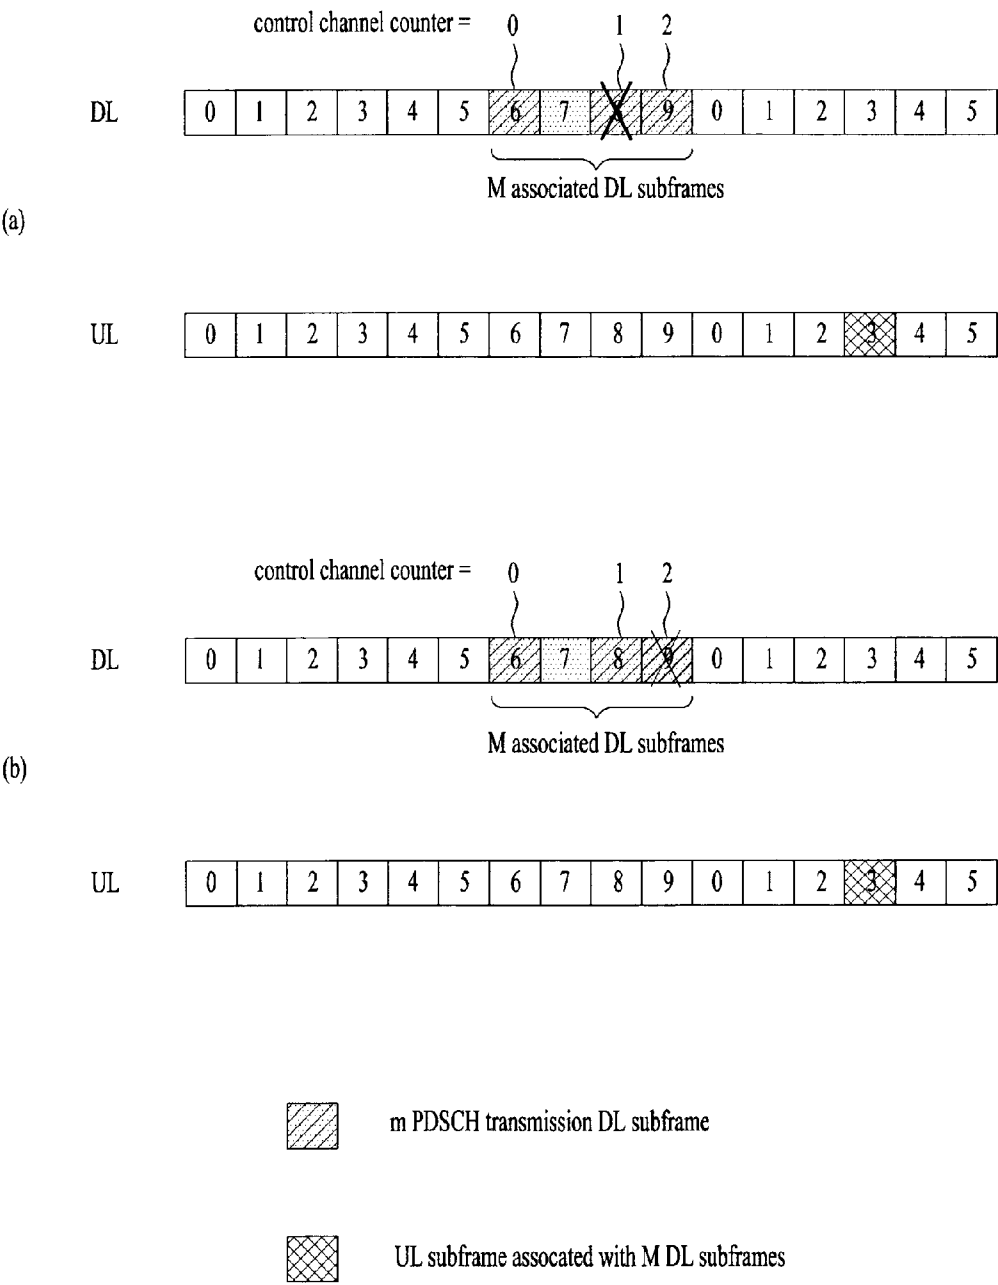 control channel counter = 0 1 2
DL 0 1 2 3 4 5 6 7 8 9 0 1 2 3 4 5
M associated DL subframes
(a)
UL 0 1 2 3 4 5 6 7 8 9 0 1 2 3 4 5
control channel counter = 0 1 2
DL 0 1 2 3 4 5 6 7 8 9 0 1 2 3 4 5
M associated DL subframes
(b)
UL 0 1 2 3 4 5 6 7 8 9 0 1 2 3 4 5
m PDSCH transmission DL subframe
UL subframe assocated with M DL subframes